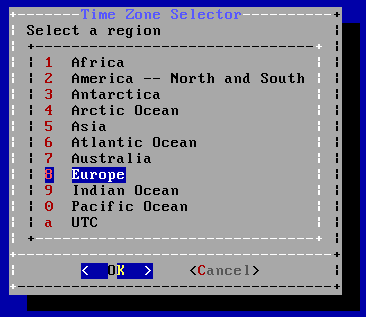 Time Zone Selector
Select a region
1 Africa
2 America -- North and South
3 Antarctica
4 Arctic Ocean
5 Asia
6 Atlantic Ocean
7 Australia
8 Europe
9 Indian Ocean
0 Pacific Ocean
a UTC
< OK > <Cancel>